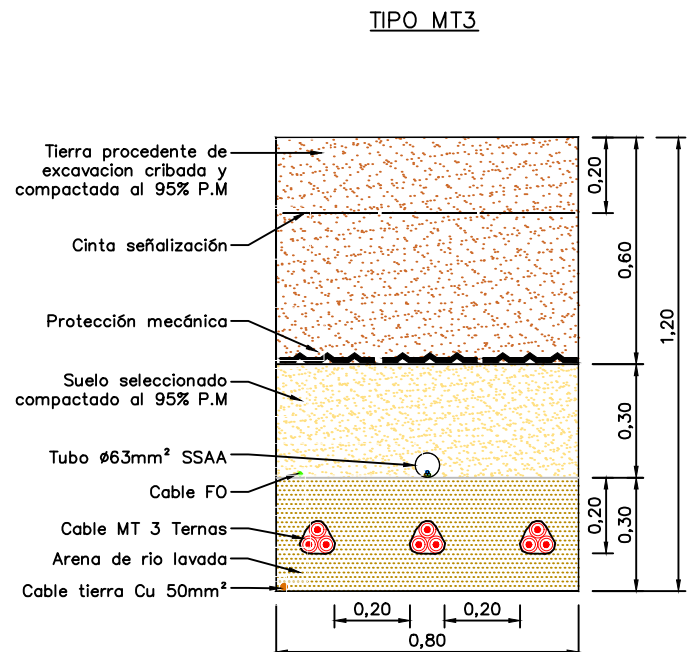 TIPO MT3
Tierra procedente de
excavacion cribada y
compactada al 95% P.M
Cinta señalización
Protección mecánica
Suelo seleccionado
compactado al 95% P.M
Tubo Ø63mm² SSAA
Cable FO
Cable MT 3 Ternas
Arena de rio lavada
Cable tierra Cu 50mm²
0,20
0,60
1,20
0,30
0,20
0,30
0,20
0,20
0,80